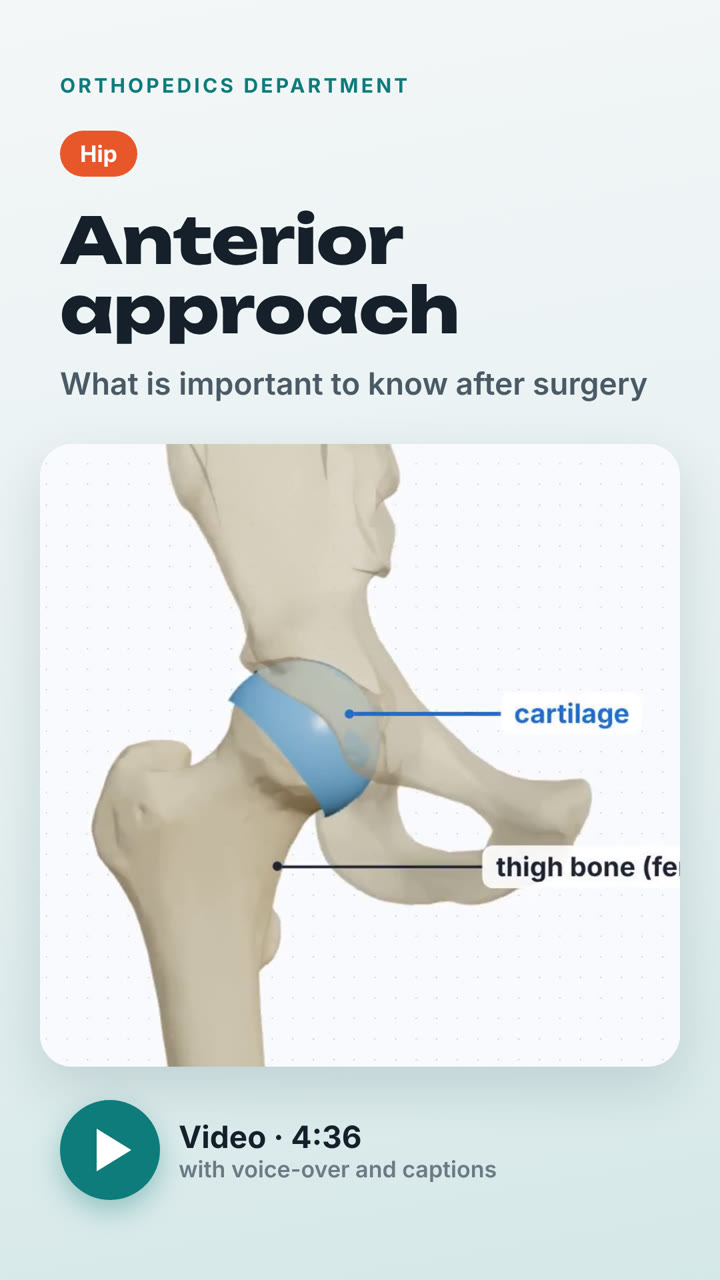 ORTHOPEDICS DEPARTMENT
Hip
Anterior
approach
What is important to know after surgery
cartilage
thigh bone (fe
Video · 4:36
with voice-over and captions